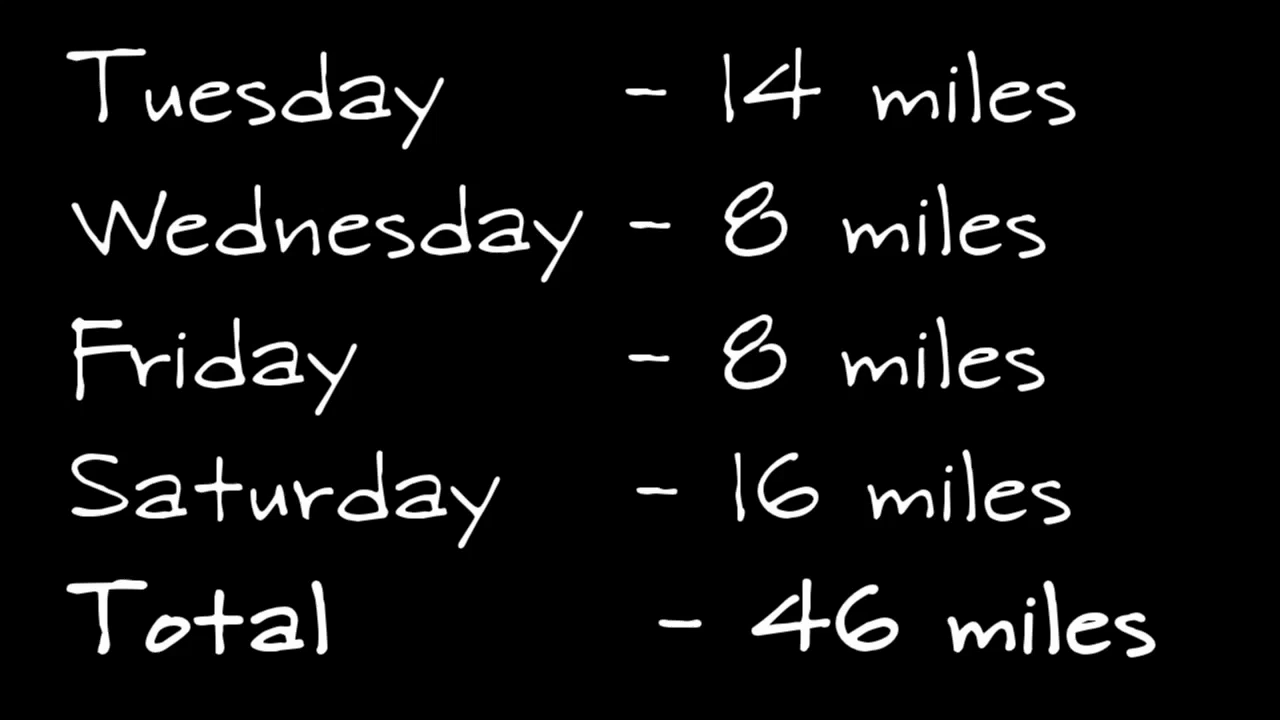 Tuesday - 14 miles
Wednesday - 8 miles
Friday - 8 miles
Saturday - 16 miles
Total - 46 miles